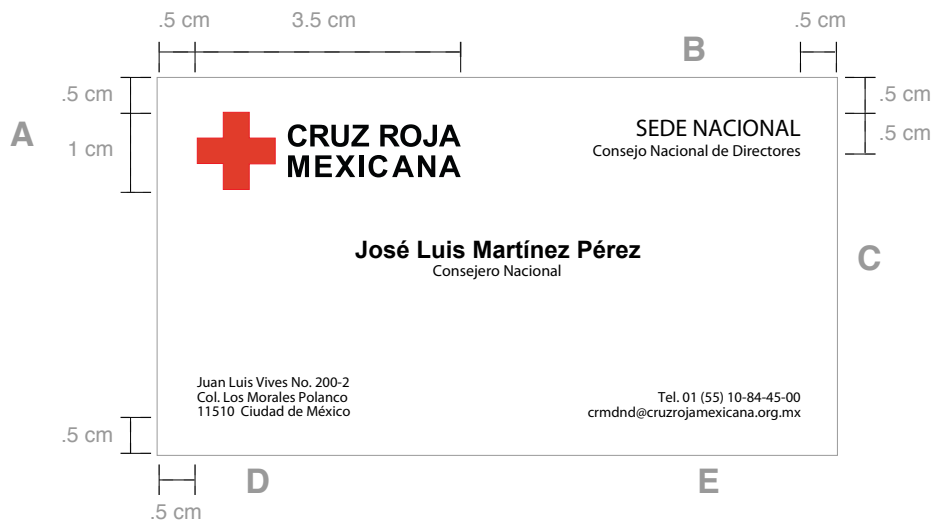 .5 cm
3.5 cm
B
.5 cm
.5 cm
.5 cm
A
1 cm
.5 cm
CRUZ ROJA
MEXICANA
SEDE NACIONAL
Consejo Nacional de Directores
José Luis Martínez Pérez
Consejero Nacional
C
Juan Luis Vives No. 200-2
Col. Los Morales Polanco
11510 Ciudad de México
Tel. 01 (55) 10-84-45-00
crmdnd@cruzrojamexicana.org.mx
.5 cm
D
E
.5 cm